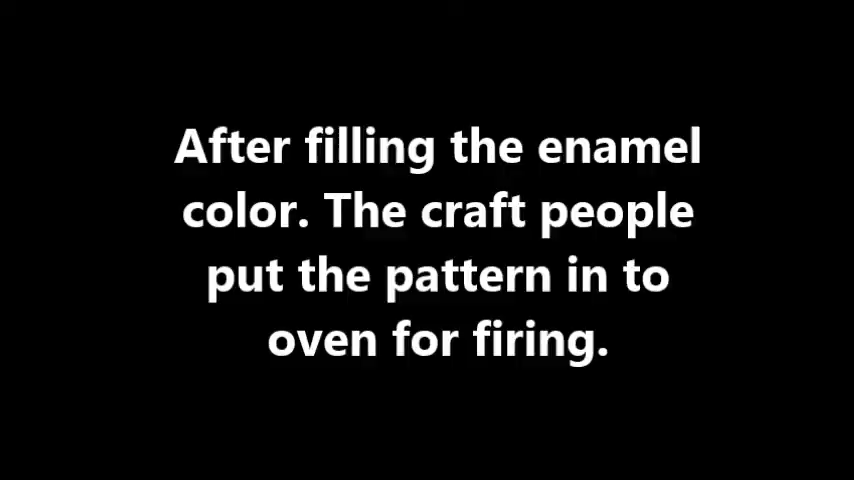 After filling the enamel
color. The craft people
put the pattern in to
oven for firing.